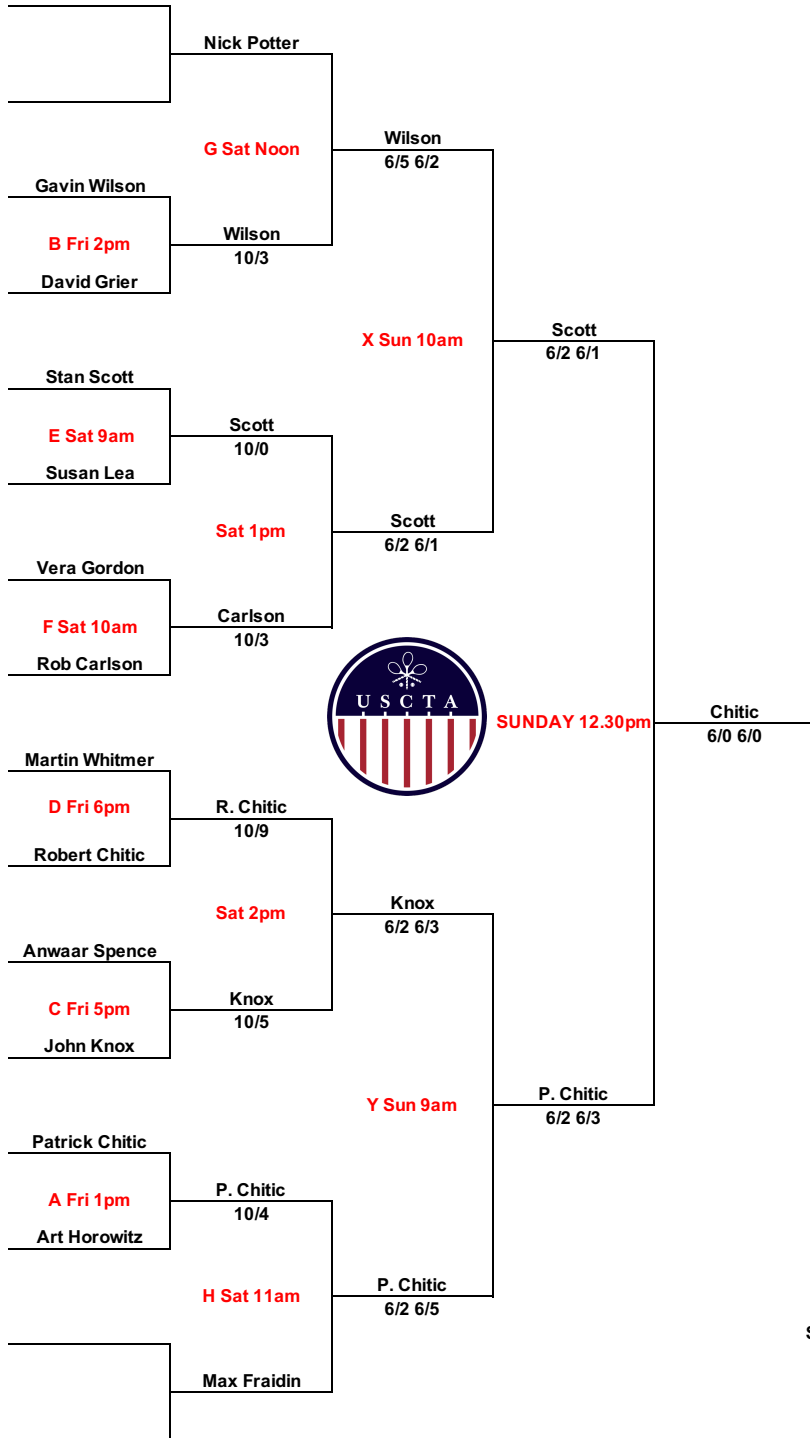 Nick Potter
G Sat Noon
Wilson
6/5 6/2
Gavin Wilson
B Fri 2pm
Wilson
10/3
David Grier
X Sun 10am
Scott
6/2 6/1
Stan Scott
E Sat 9am
Scott
10/0
Susan Lea
Sat 1pm
Scott
6/2 6/1
Vera Gordon
F Sat 10am
Carlson
10/3
Rob Carlson
USCTA
SUNDAY 12.30pm
Chitic
6/0 6/0
Martin Whitmer
D Fri 6pm
R. Chitic
10/9
Robert Chitic
Sat 2pm
Knox
6/2 6/3
Anwaar Spence
C Fri 5pm
Knox
10/5
John Knox
Y Sun 9am
P. Chitic
6/2 6/3
Patrick Chitic
A Fri 1pm
P. Chitic
10/4
Art Horowitz
H Sat 11am
P. Chitic
6/2 6/5
Max Fraidin